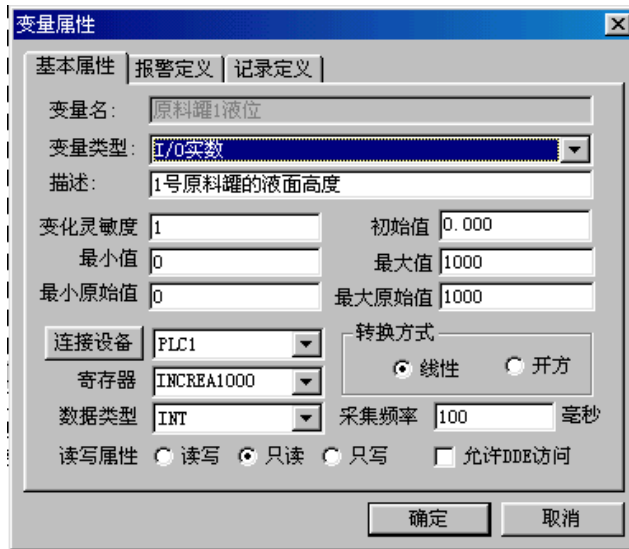 变量属性
基本属性 报警定义 记录定义
变量名: 原料罐1液位
变量类型: I/O实数
描述: 1号原料罐的液面高度
变化灵敏度 1 初始值 0.000
最小值 0 最大值 1000
最小原始值 0 最大原始值 1000
连接设备 PLC1 转换方式
线性 开方
寄存器 INCREA1000
数据类型 INT 采集频率 100 毫秒
读写属性 读写 只读 只写 允许DDE访问
确定 取消